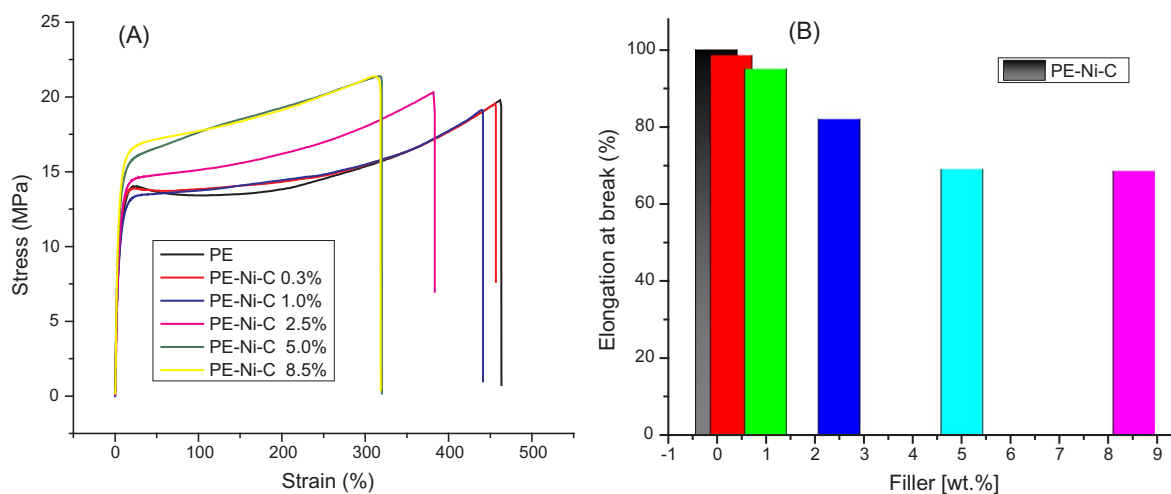 (A)
Stress (MPa)
25
20
15
10
5
0
PE
PE-Ni-C 0.3%
PE-Ni-C 1.0%
PE-Ni-C 2.5%
PE-Ni-C 5.0%
PE-Ni-C 8.5%
0 100 200 300 400 500
Strain (%)
(B)
PE-Ni-C
Elongation at break (%)
100
80
60
40
20
0
-1 0 1 2 3 4 5 6 7 8 9
Filler [wt.%]